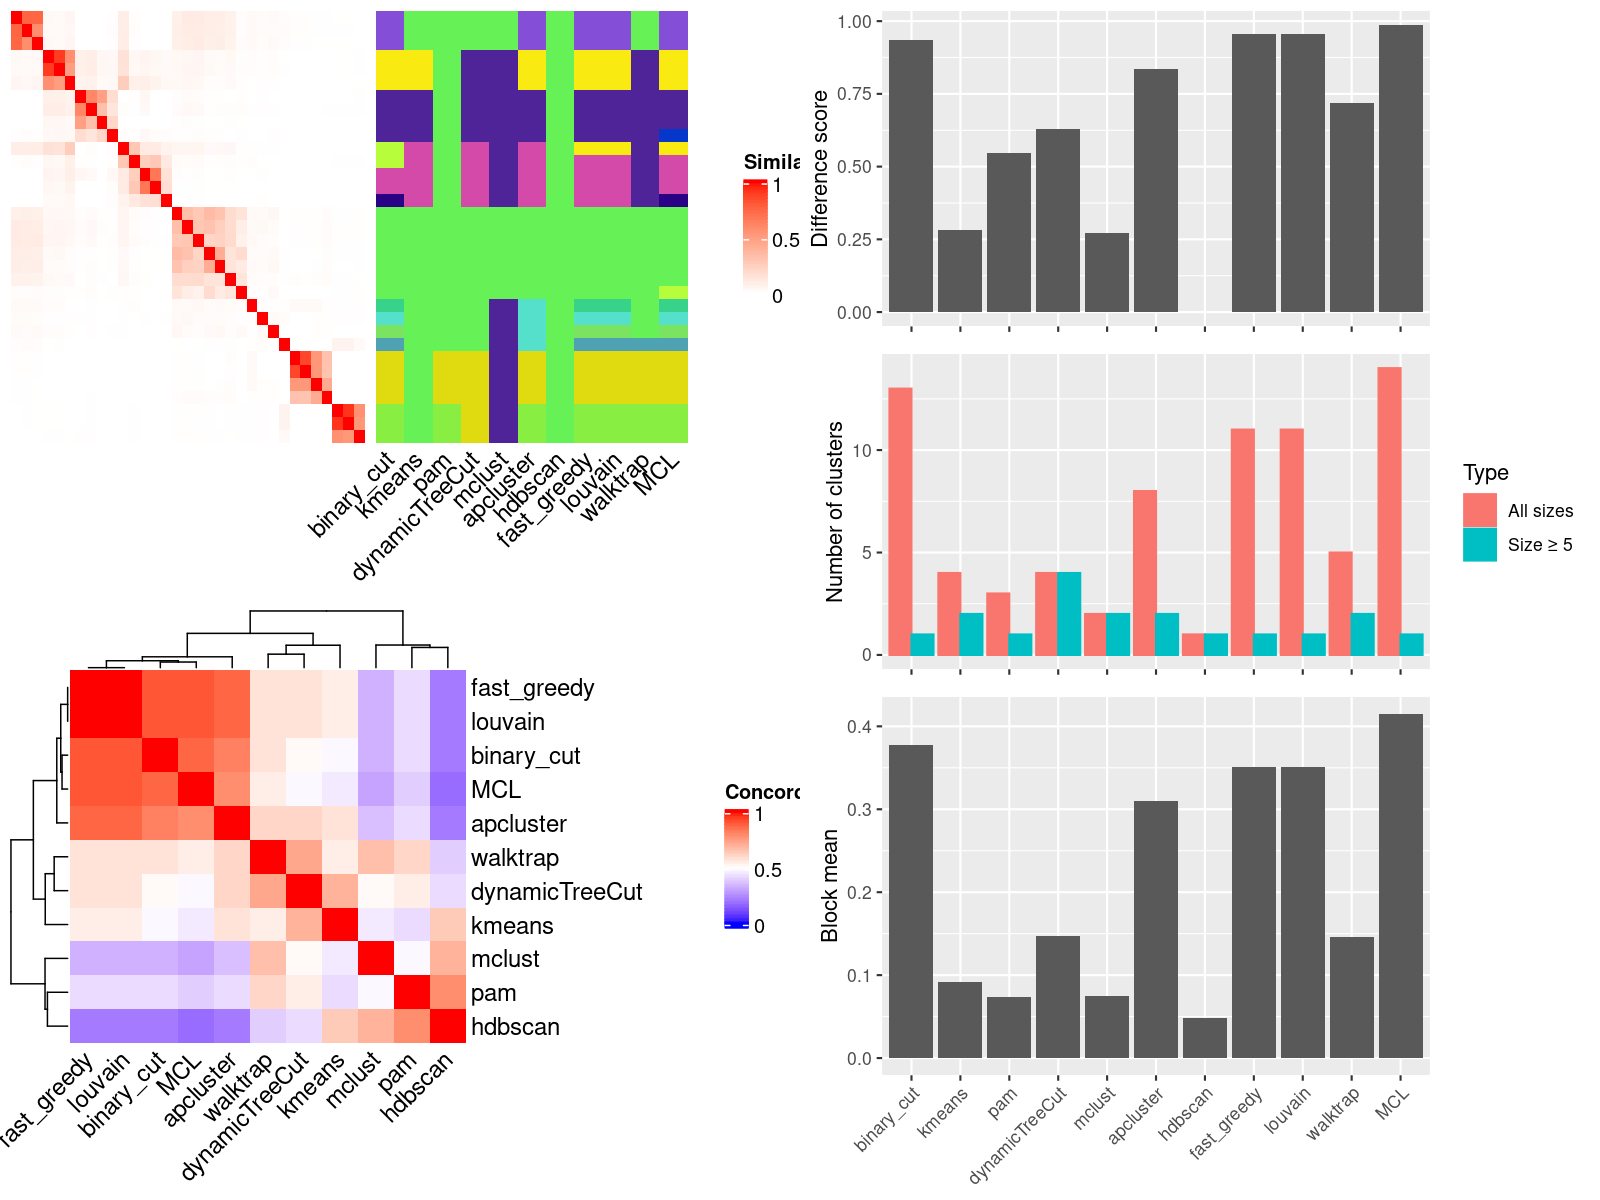 Simila
1
0.5
0
binary_cut
kmeans
pam
dynamicTreeCut
mclust
apcluster
hdbscan
fast_greedy
louvain
walktrap
MCL
fast_greedy
louvain
binary_cut
MCL
apcluster
walktrap
dynamicTreeCut
kmeans
mclust
pam
hdbscan
Concord
1
0.5
0
fast_greedy
louvain
binary_cut
MCL
apcluster
walktrap
dynamicTreeCut
kmeans
mclust
pam
hdbscan
Difference score
1.00
0.75
0.50
0.25
0.00
Number of clusters
10
5
0
Type
All sizes
Size ≥ 5
Block mean
0.4
0.3
0.2
0.1
0.0
binary_cut
kmeans
pam
dynamicTreeCut
mclust
apcluster
hdbscan
fast_greedy
louvain
walktrap
MCL